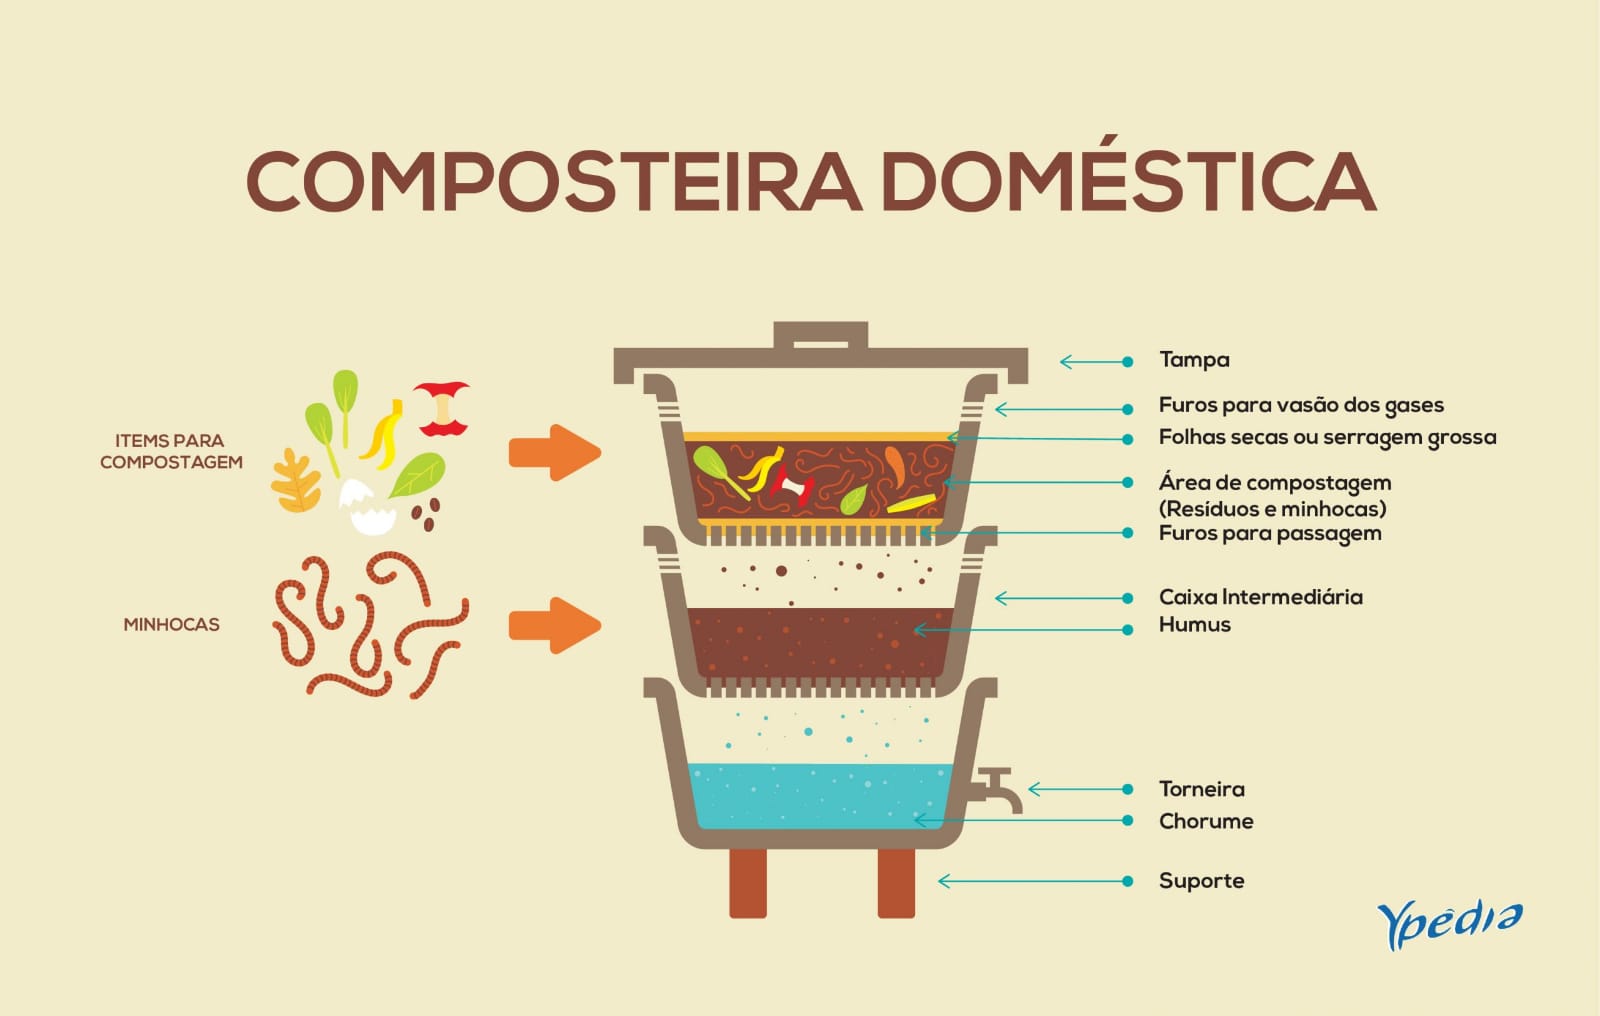 COMPOSTEIRA DOMÉSTICA
ITEMS PARA
COMPOSTAGEM
MINHOCAS
Tampa
Furos para vasão dos gases
Folhas secas ou serragem grossa
Área de compostagem
(Resíduos e minhocas)
Furos para passagem
Caixa Intermediária
Humus
Torneira
Chorume
Suporte
Ypêdia